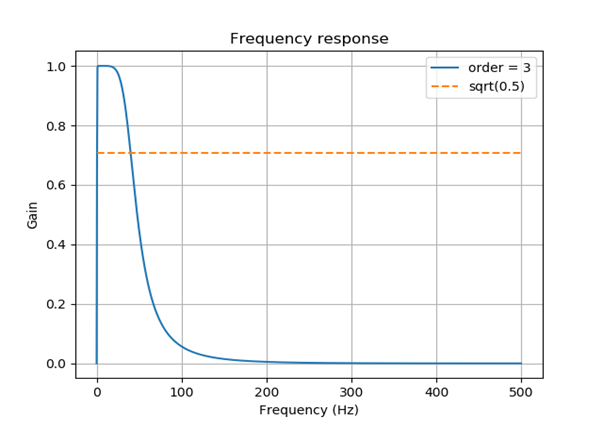 Frequency response
order = 3
sqrt(0.5)
1.0
0.8
0.6
0.4
0.2
0.0
Gain
0 100 200 300 400 500
Frequency (Hz)